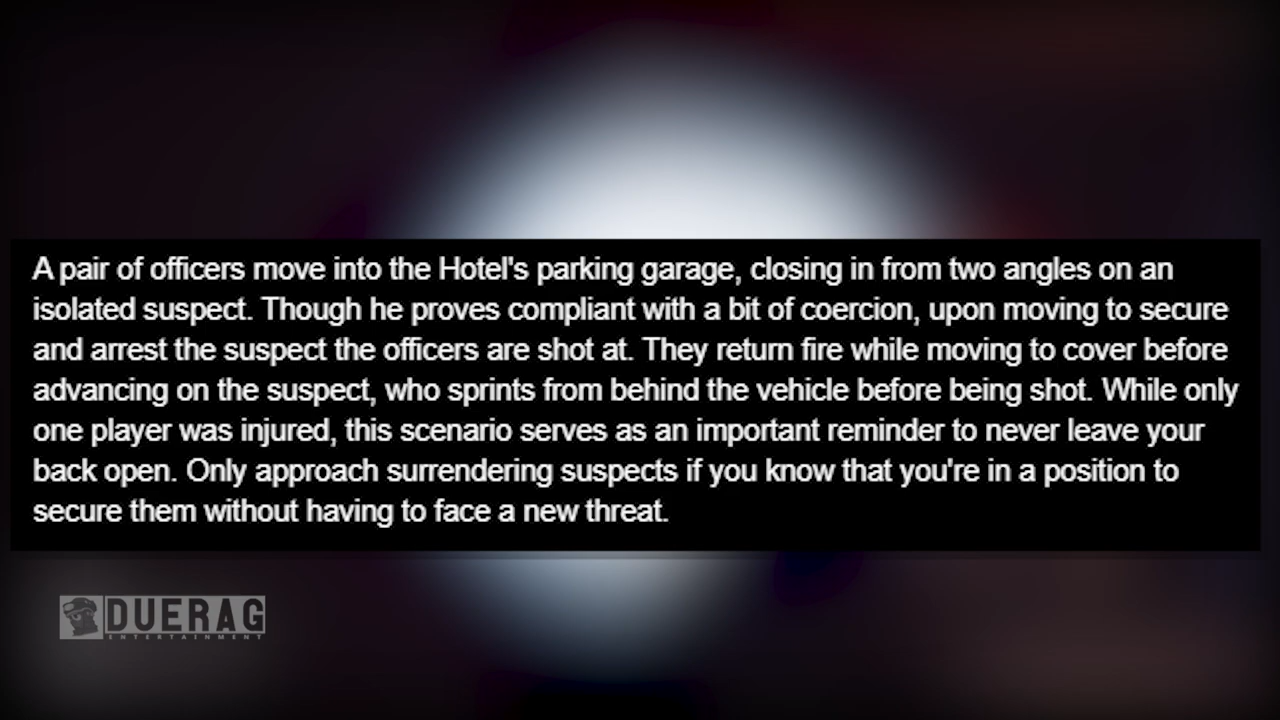 A pair of officers move into the Hotel's parking garage, closing in from two angles on an
isolated suspect. Though he proves compliant with a bit of coercion, upon moving to secure
and arrest the suspect the officers are shot at. They return fire while moving to cover before
advancing on the suspect, who sprints from behind the vehicle before being shot. While only
one player was injured, this scenario serves as an important reminder to never leave your
back open. Only approach surrendering suspects if you know that you're in a position to
secure them without having to face a new threat.
DUERAG
ENTERTAINMENT